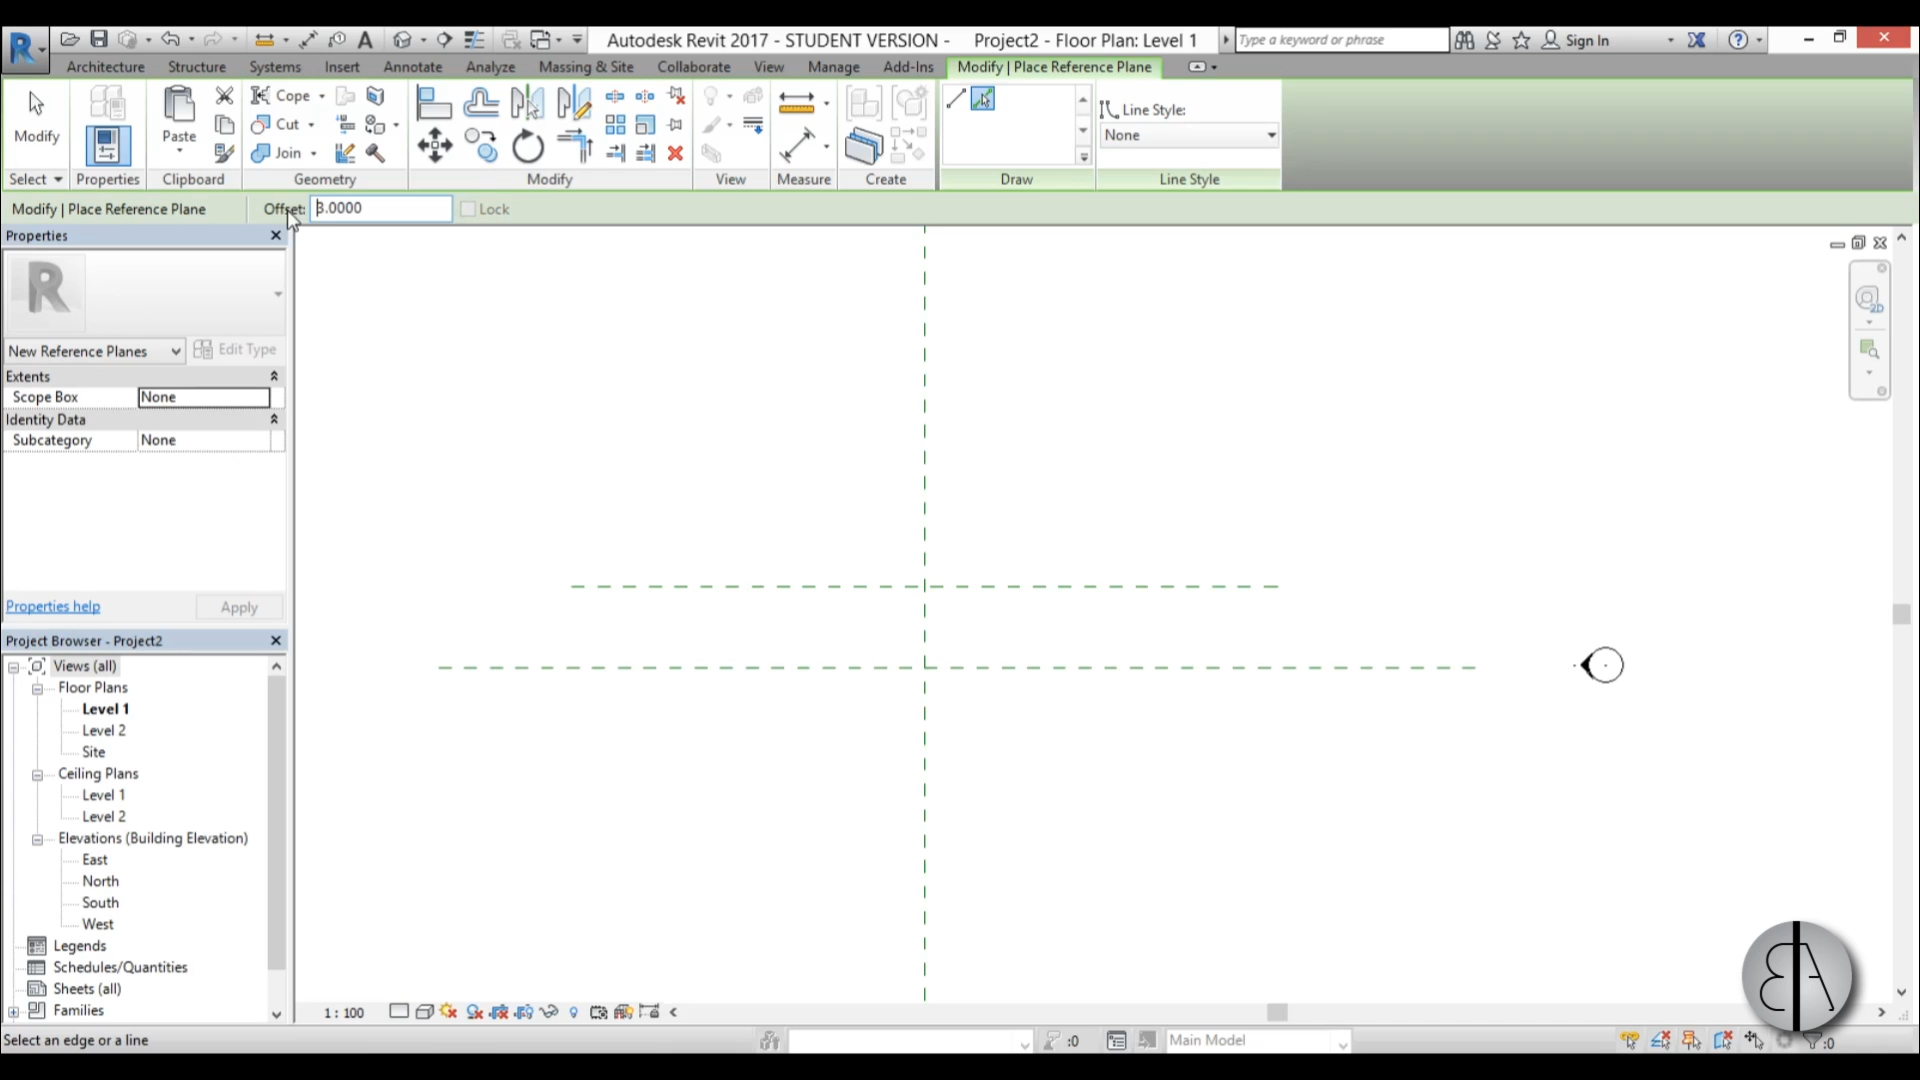 Autodesk Revit 2017 - STUDENT VERSION - Project2 - Floor Plan: Level 1
Type a keyword or phrase
Sign In
Architecture Structure Systems Insert Annotate Analyze Massing & Site Collaborate View Manage Add-Ins Modify | Place Reference Plane
Modify
Paste
Cope
Cut
Join
Line Style:
None
Select Properties Clipboard Geometry Modify View Measure Create Draw Line Style
Modify | Place Reference Plane Offset: 3.0000 Lock
Properties
New Reference Planes Edit Type
Extents
Scope Box None
Identity Data
Subcategory None
Properties help Apply
Project Browser - Project2
Views (all)
Floor Plans
Level 1
Level 2
Site
Ceiling Plans
Level 1
Level 2
Elevations (Building Elevation)
East
North
South
West
Legends
Schedules/Quantities
Sheets (all)
Families
2D
1 : 100
Select an edge or a line
:0
Main Model
:0